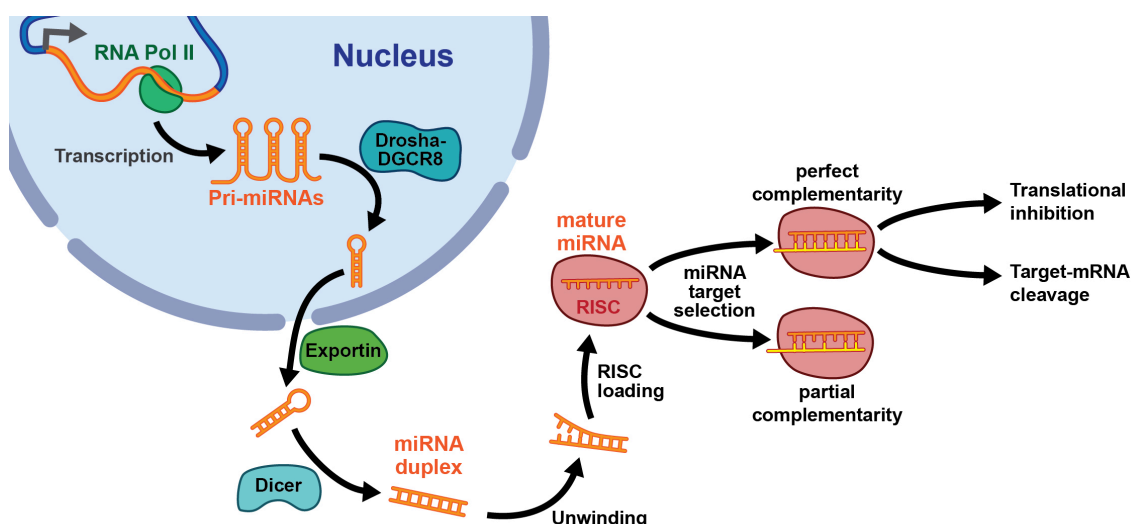 RNA Pol II
Nucleus
Transcription
Pri-miRNAs
Drosha-
DGCR8
Exportin
Dicer
miRNA
duplex
Unwinding
RISC
loading
mature
miRNA
RISC
miRNA
target
selection
perfect
complementarity
partial
complementarity
Translational
inhibition
Target-mRNA
cleavage